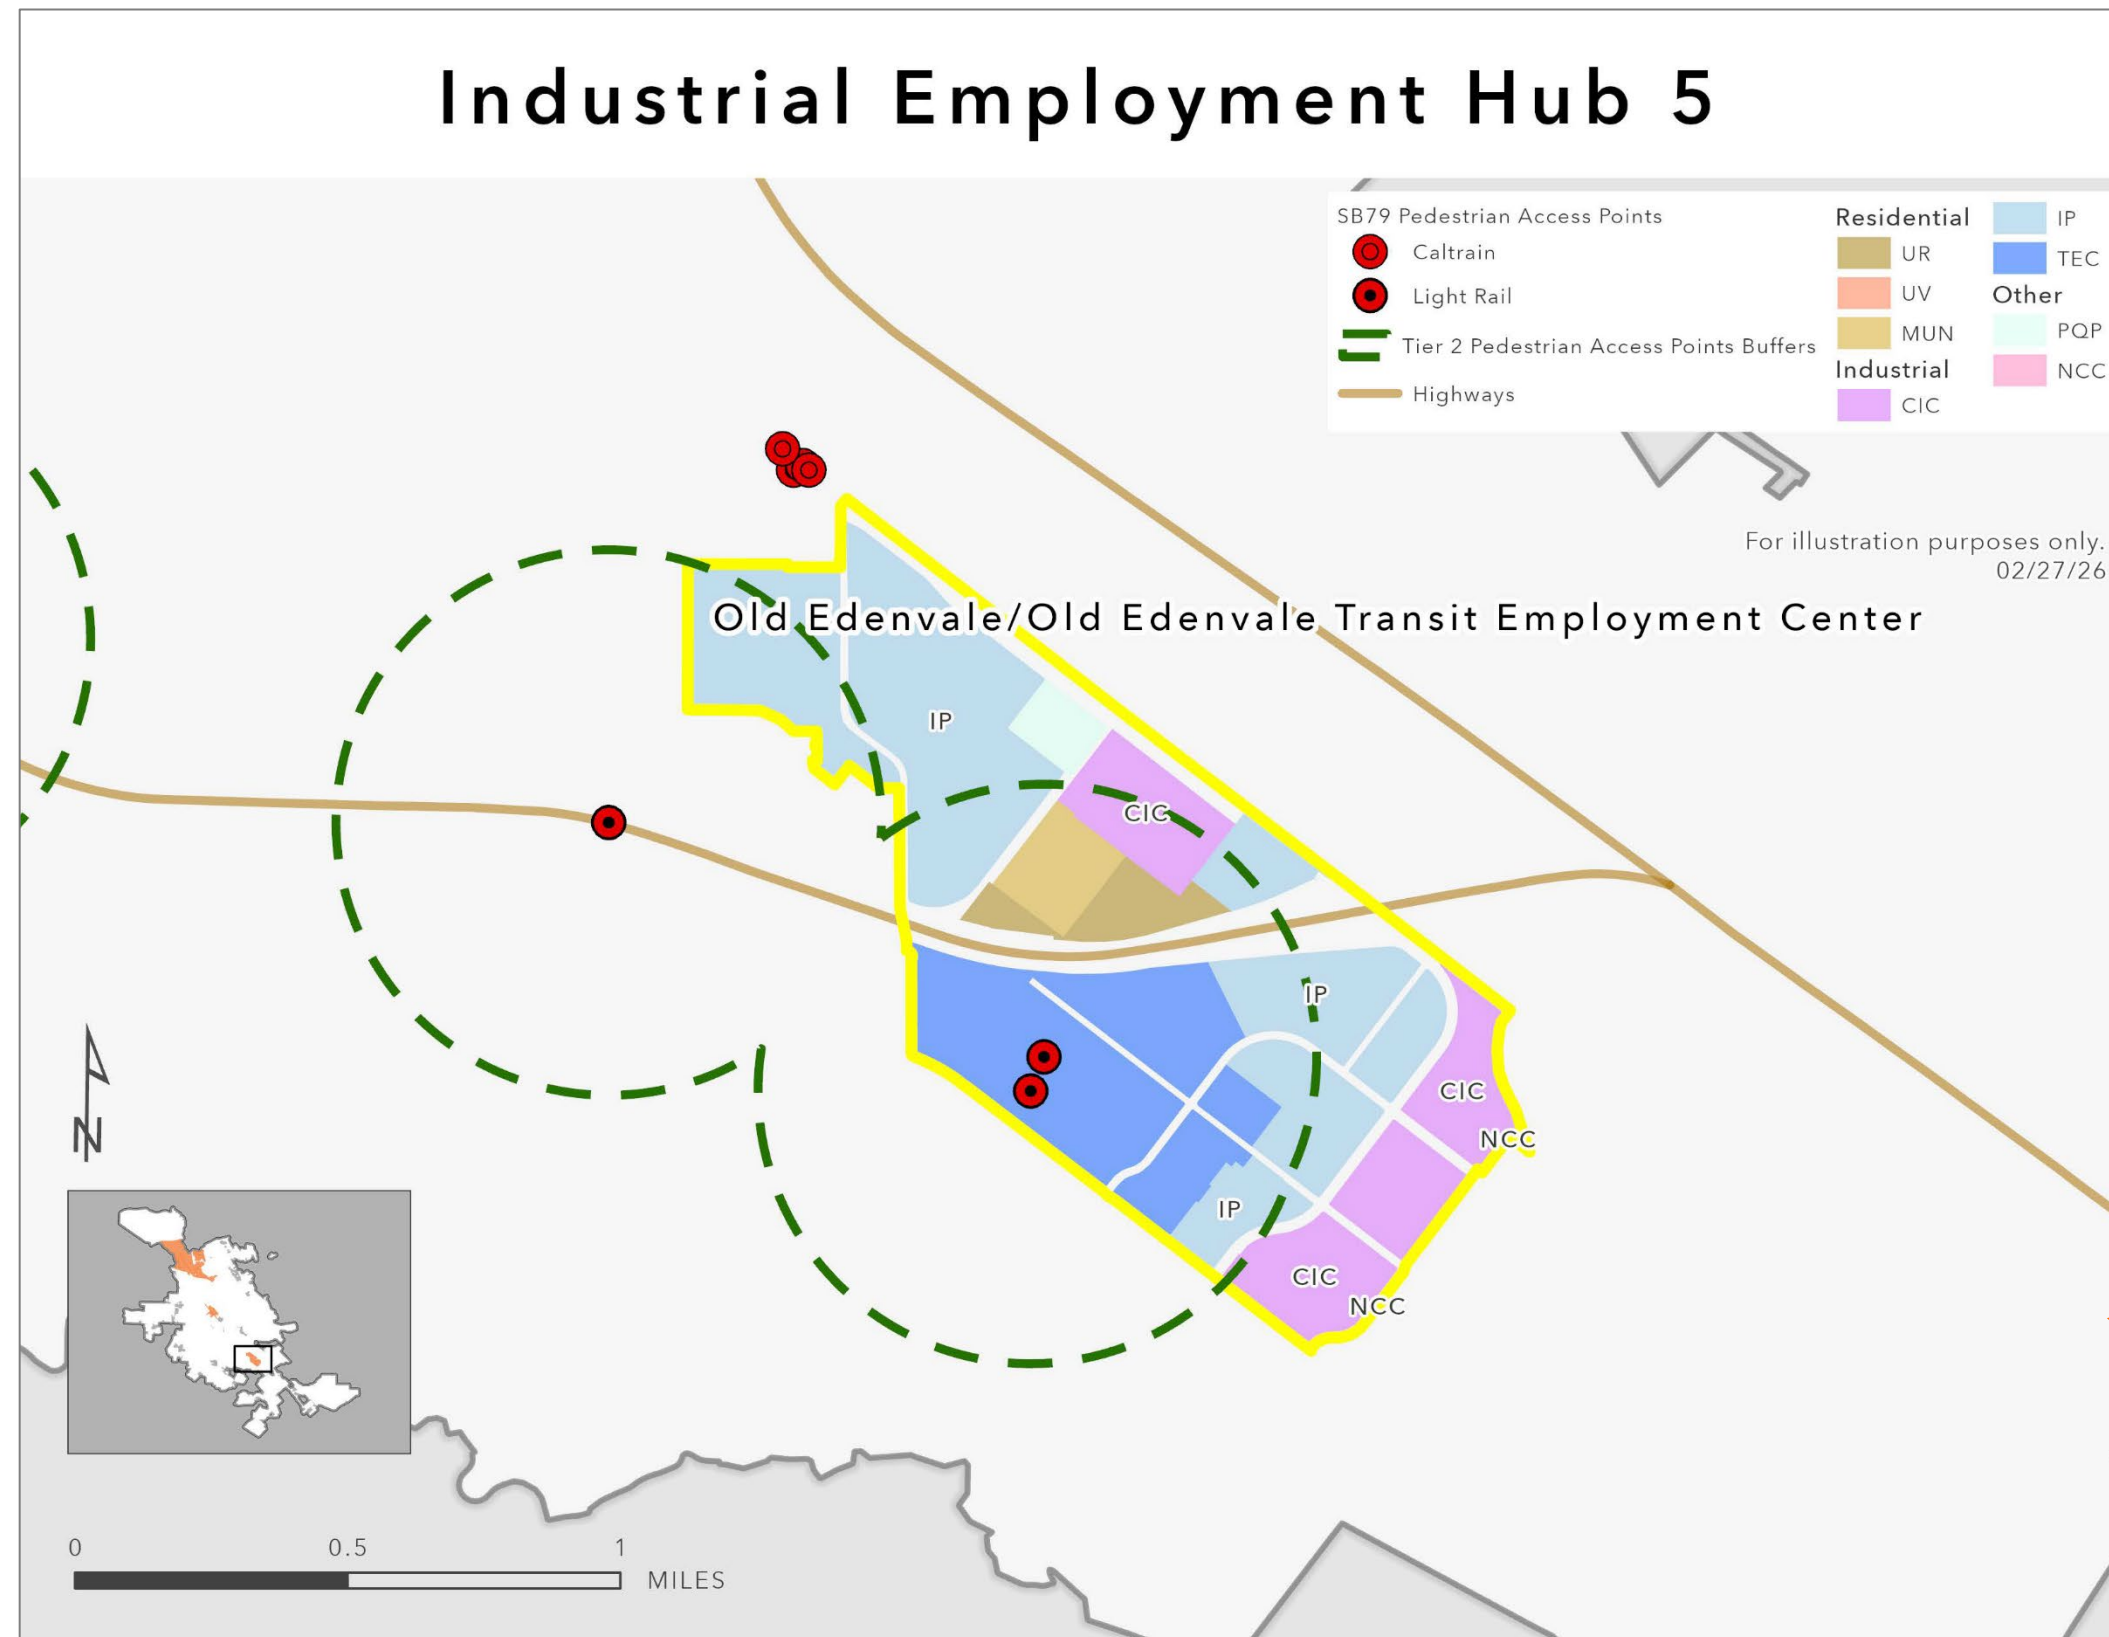 Industrial Employment Hub 5
SB79 Pedestrian Access Points
Caltrain
Light Rail
Tier 2 Pedestrian Access Points Buffers
Highways
Residential
UR
UV
MUN
Industrial
CIC
IP
TEC
Other
PQP
NCC
For illustration purposes only.
02/27/26
Old Edenvale/Old Edenvale Transit Employment Center
IP
CIC
IP
CIC
NCC
IP
CIC
NCC
N
0 0.5 1
MILES